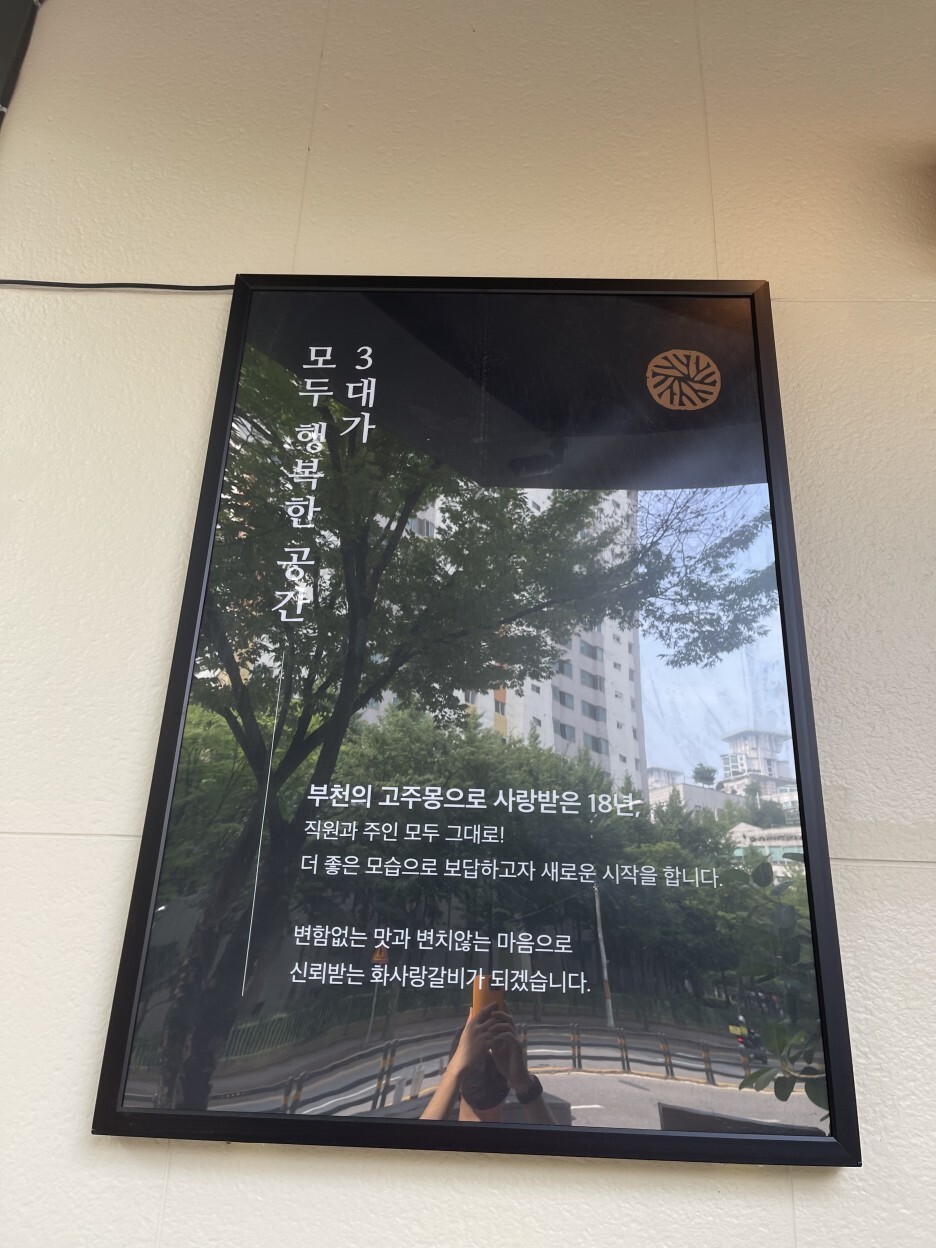 3대가
모두 행복한 공간
부천의 고주몽으로 사랑받은 18년,
직원과 주인 모두 그대로!
더 좋은 모습으로 보답하고자 새로운 시작을 합니다.
변함없는 맛과 변치않는 마음으로
신뢰받는 화사랑갈비가 되겠습니다.